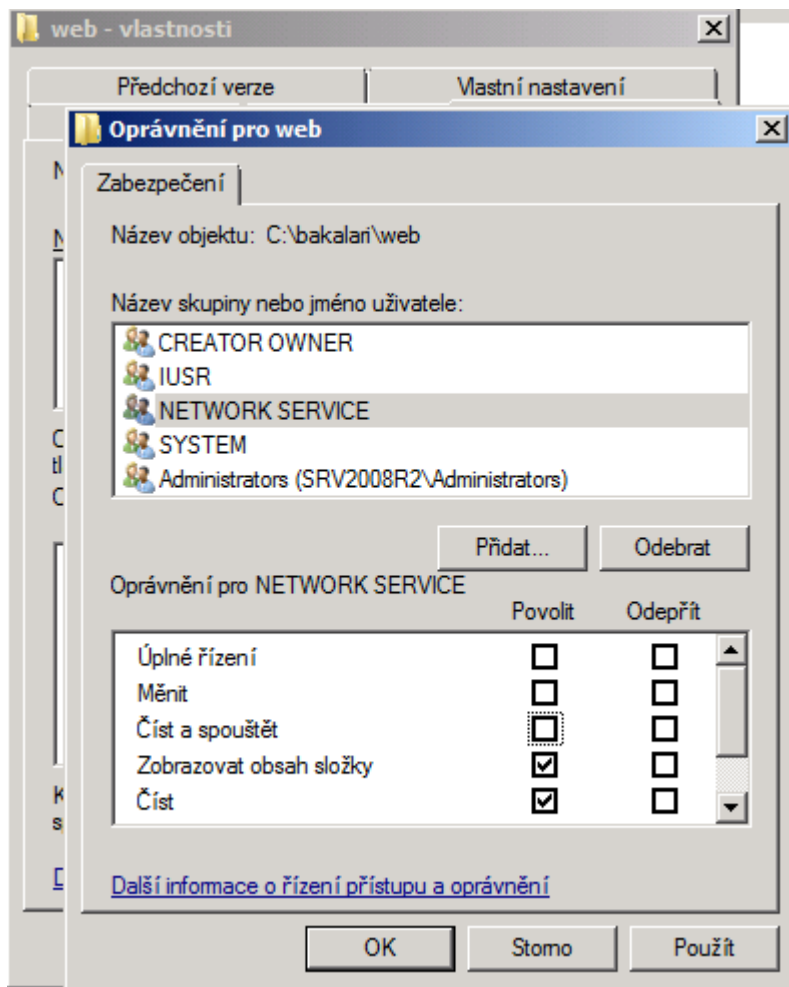 web - vlastnosti
Předchozí verze
Vlastní nastavení
Oprávnění pro web
Zabezpečení
Název objektu: C:\bakalari\web
Název skupiny nebo jméno uživatele:
CREATOR OWNER
IUSR
NETWORK SERVICE
SYSTEM
Administrators (SRV2008R2\Administrators)
Přidat...
Odebrat
Oprávnění pro NETWORK SERVICE
Povolit
Odepřít
Úplné řízení
Měnit
Číst a spouštět
Zobrazovat obsah složky
Číst
Další informace o řízení přístupu a oprávnění
OK
Storno
Použít